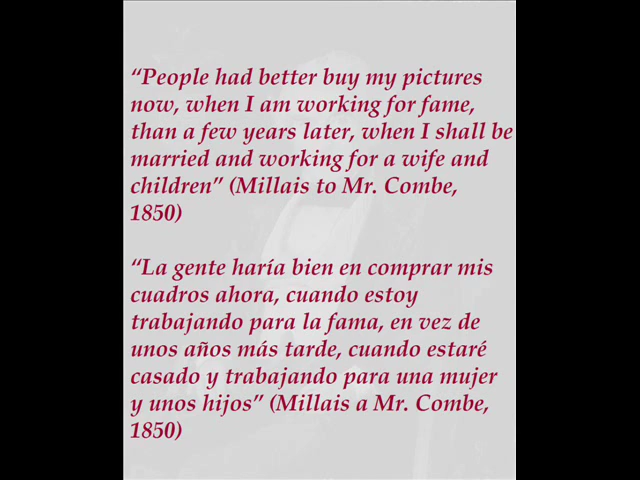 “People had better buy my pictures
now, when I am working for fame,
than a few years later, when I shall be
married and working for a wife and
children” (Millais to Mr. Combe,
1850)
“La gente haría bien en comprar mis
cuadros ahora, cuando estoy
trabajando para la fama, en vez de
unos años más tarde, cuando estaré
casado y trabajando para una mujer
y unos hijos” (Millais a Mr. Combe,
1850)